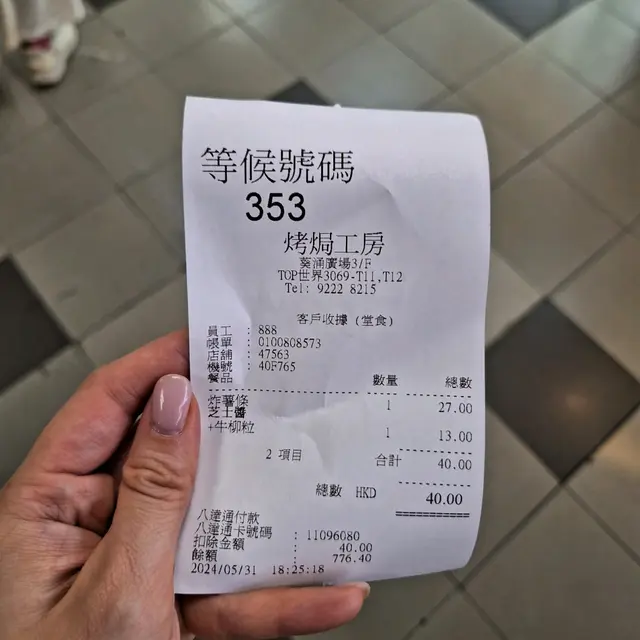 等候號碼
353
烤焗工房
葵涌廣場3/F
TOP世界3069-T11,T12
Tel: 9222 8215
客戶收據 (堂食)
員工 : 888
帳單 : 0100808573
店舖 : 47563
機號 : 40F765
餐品 數量 總數
炸薯條 1 27.00
芝士醬
+牛柳粒 1 13.00
2 項目 合計 40.00
總數 HKD 40.00
八達通付款
八達通卡號碼 : 11096080
扣除金額 : 40.00
餘額 : 776.40
2024/05/31 18:25:18